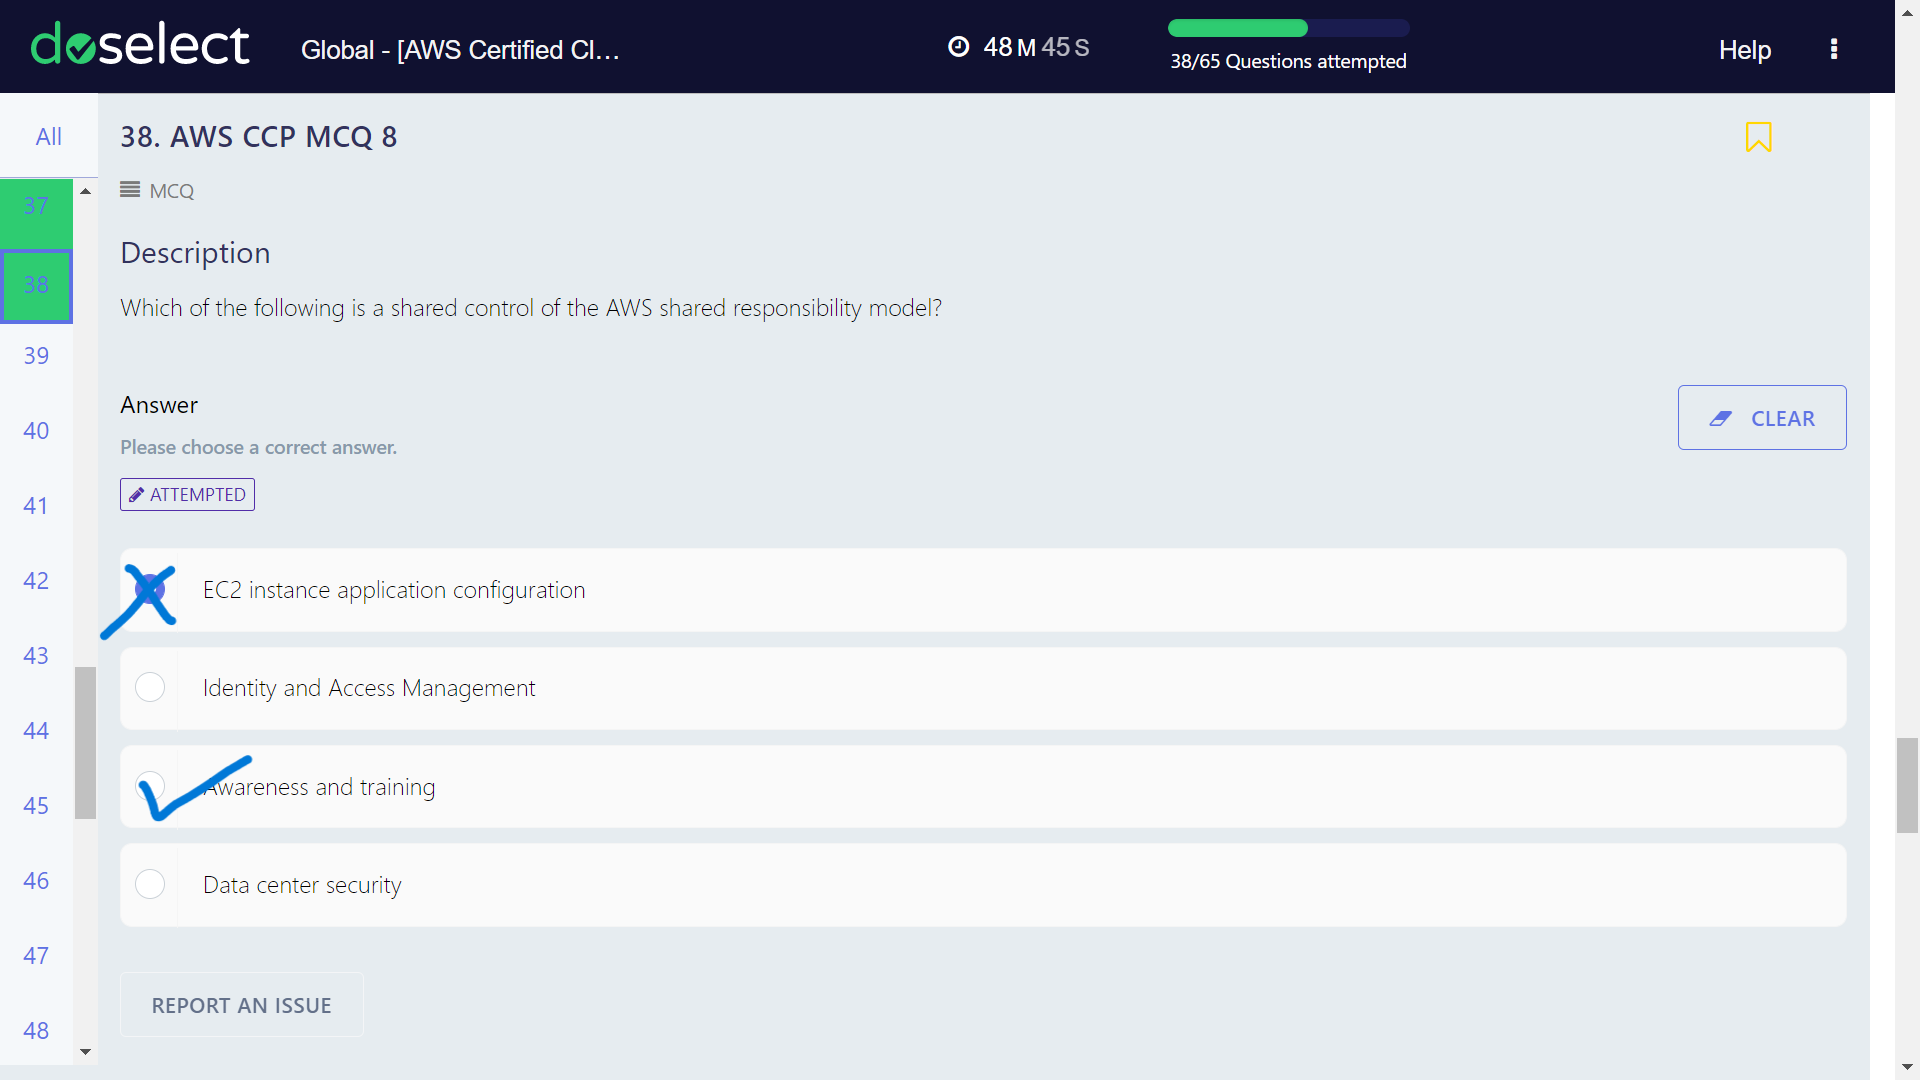 doselect
Global - [AWS Certified Cl...
48 M 45 S
38/65 Questions attempted
Help
All
37
38
39
40
41
42
43
44
45
46
47
48
38. AWS CCP MCQ 8
MCQ
Description
Which of the following is a shared control of the AWS shared responsibility model?
Answer
Please choose a correct answer.
CLEAR
ATTEMPTED
EC2 instance application configuration
Identity and Access Management
Awareness and training
Data center security
REPORT AN ISSUE